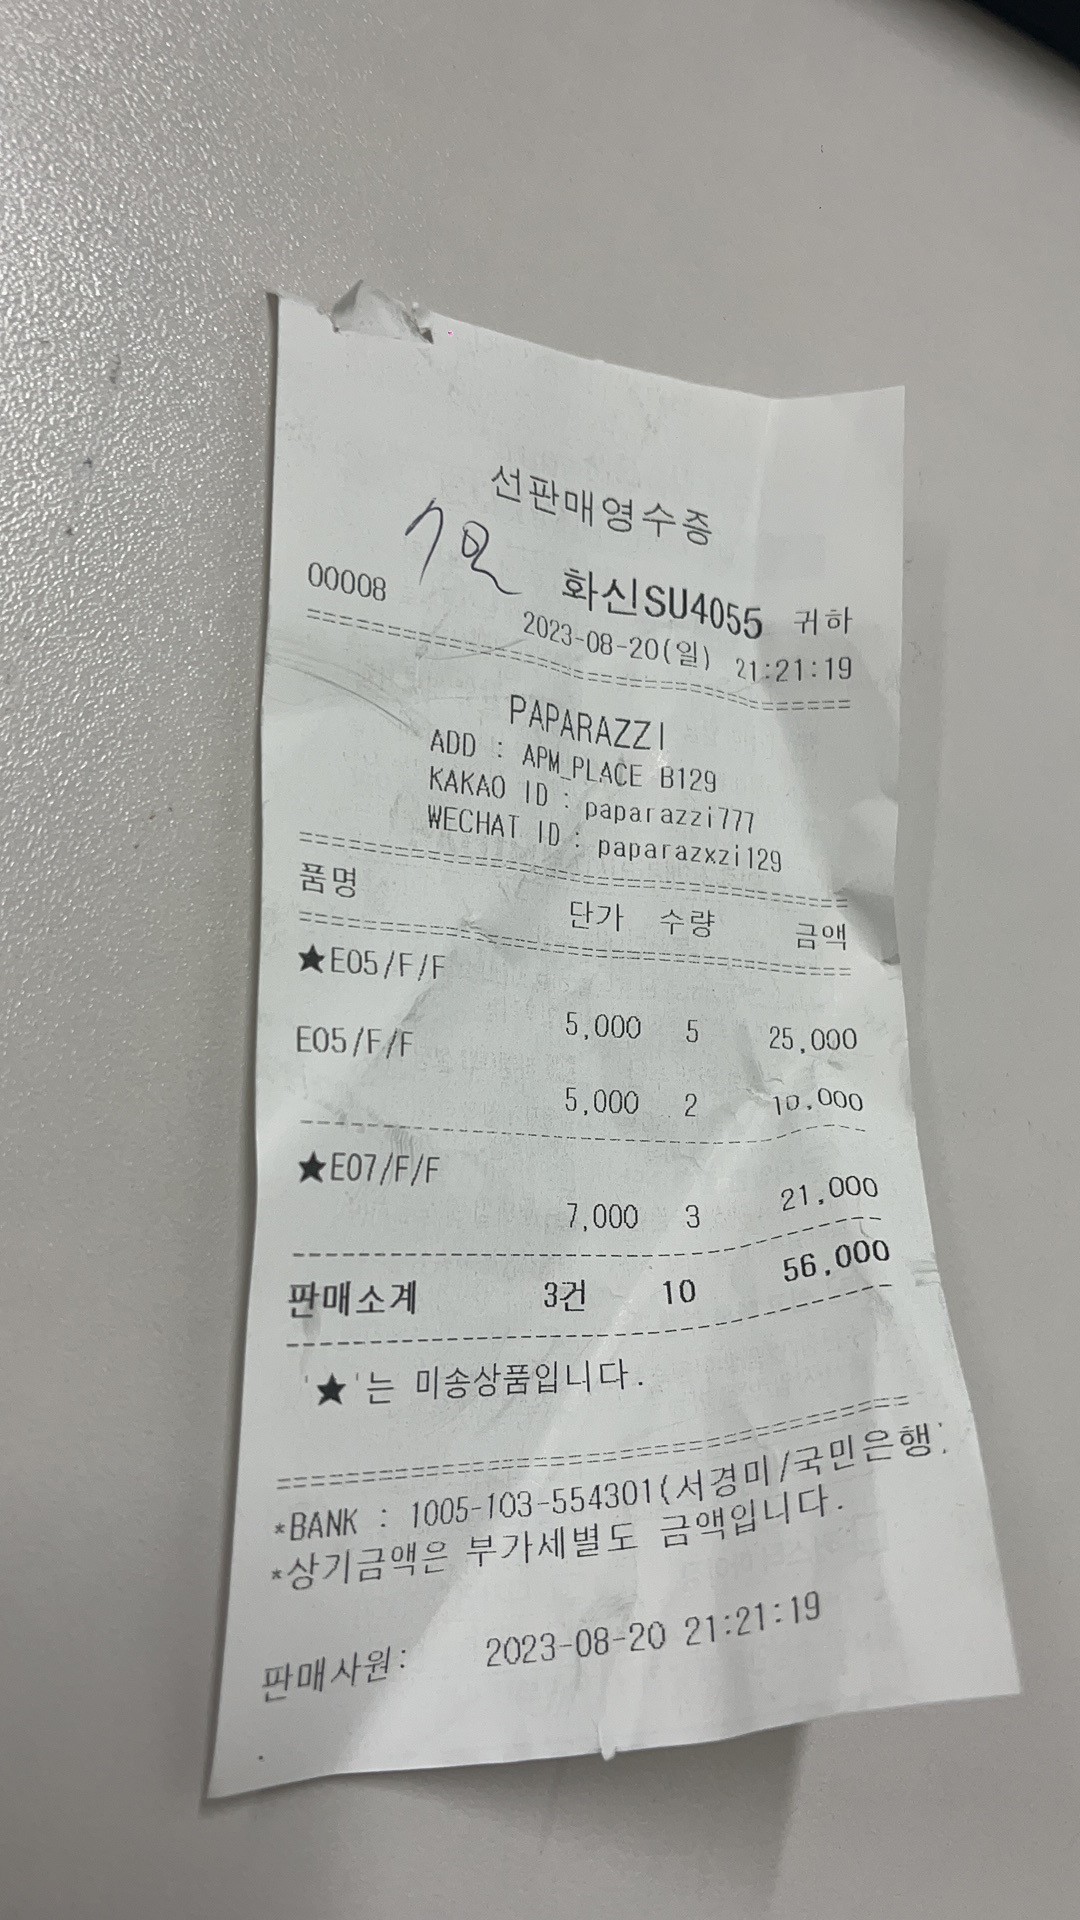 선판매영수증
00008 화신SU4055 귀하
2023-08-20(일) 21:21:19
PAPARAZZI
ADD : APM_PLACE B129
KAKAO ID : paparazzi777
WECHAT ID : paparazxzi129
품명 단가 수량 금액
★E05/F/F
5,000 5 25,000
E05/F/F
5,000 2 10,000
★E07/F/F
7,000 3 21,000
판매소계 3건 10 56,000
'★'는 미송상품입니다.
*BANK : 1005-103-554301(서경미/국민은행)
*상기금액은 부가세별도 금액입니다.
판매사원: 2023-08-20 21:21:19